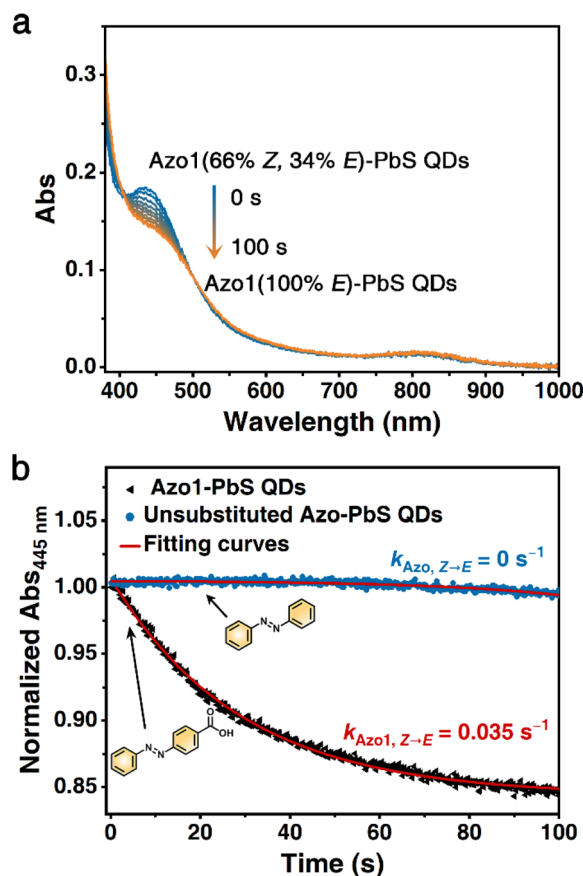 a
Abs
0.3
0.2
0.1
0.0
Azo1(66% Z, 34% E)-PbS QDs
0 s
100 s
Azo1(100% E)-PbS QDs
400 500 600 700 800 900 1000
Wavelength (nm)
b
Normalized Abs445 nm
1.05
1.00
0.95
0.90
0.85
Azo1-PbS QDs
Unsubstituted Azo-PbS QDs
Fitting curves
kAzo, Z→E = 0 s⁻¹
N
N
O
OH
N
N
kAzo1, Z→E = 0.035 s⁻¹
0 20 40 60 80 100
Time (s)